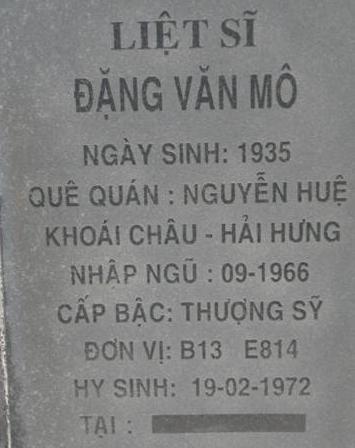 LIỆT SĨ
ĐẶNG VĂN MÔ
NGÀY SINH: 1935
QUÊ QUÁN : NGUYỄN HUỆ
KHOÁI CHÂU - HẢI HƯNG
NHẬP NGŨ : 09-1966
CẤP BẬC: THƯỢNG SỸ
ĐƠN VỊ: B13 E814
HY SINH: 19-02-1972
TẠI :